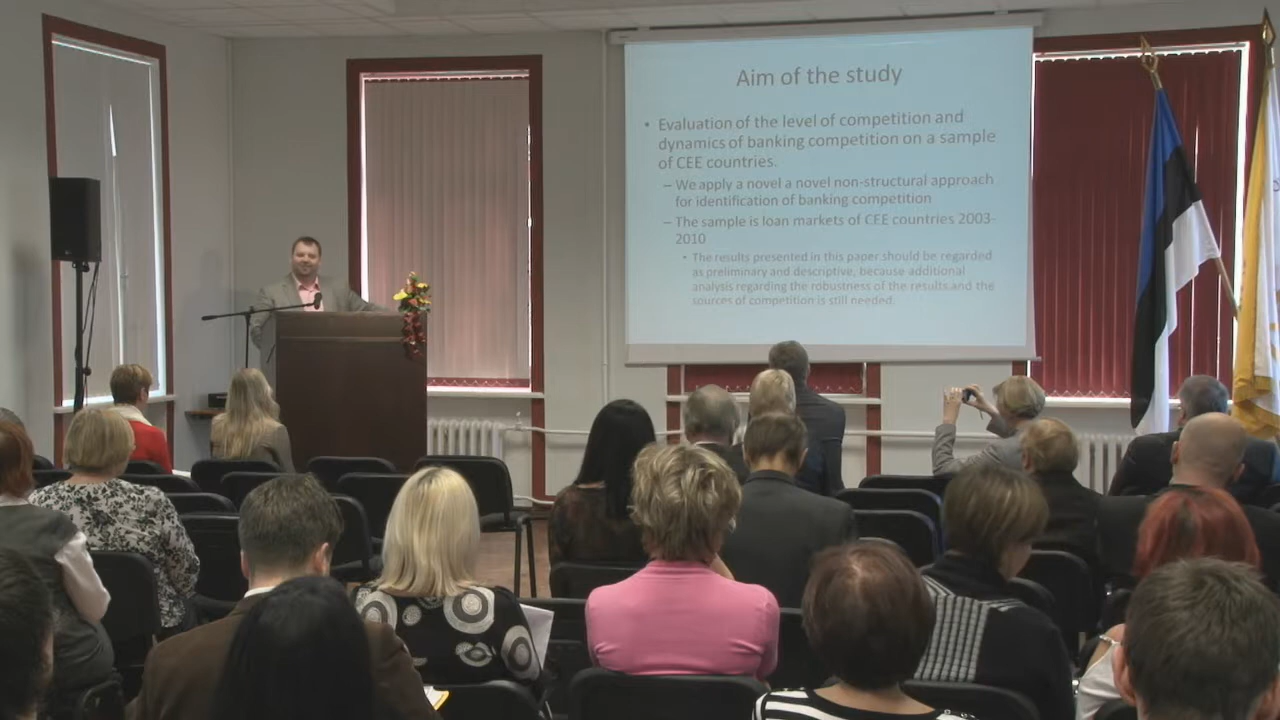 Aim of the study
• Evaluation of the level of competition and
dynamics of banking competition on a sample
of CEE countries.
– We apply a novel a novel non-structural approach
for identification of banking competition
– The sample is loan markets of CEE countries 2003-
2010
• The results presented in this paper should be regarded
as preliminary and descriptive, because additional
analysis regarding the robustness of the results and the
sources of competition is still needed.